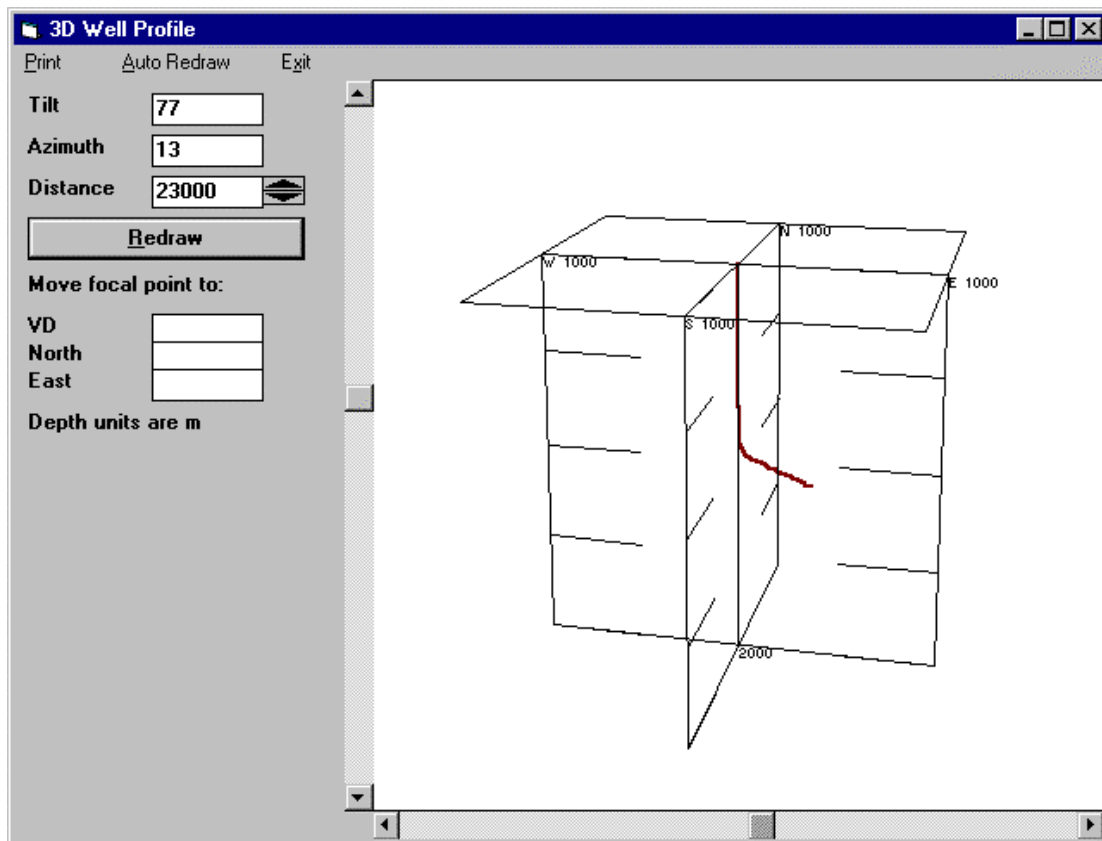 3D Well Profile
Print Auto Redraw Exit
Tilt 77
Azimuth 13
Distance 23000
Redraw
Move focal point to:
VD
North
East
Depth units are m
N 1000
W 1000
E 1000
S 1000
2000